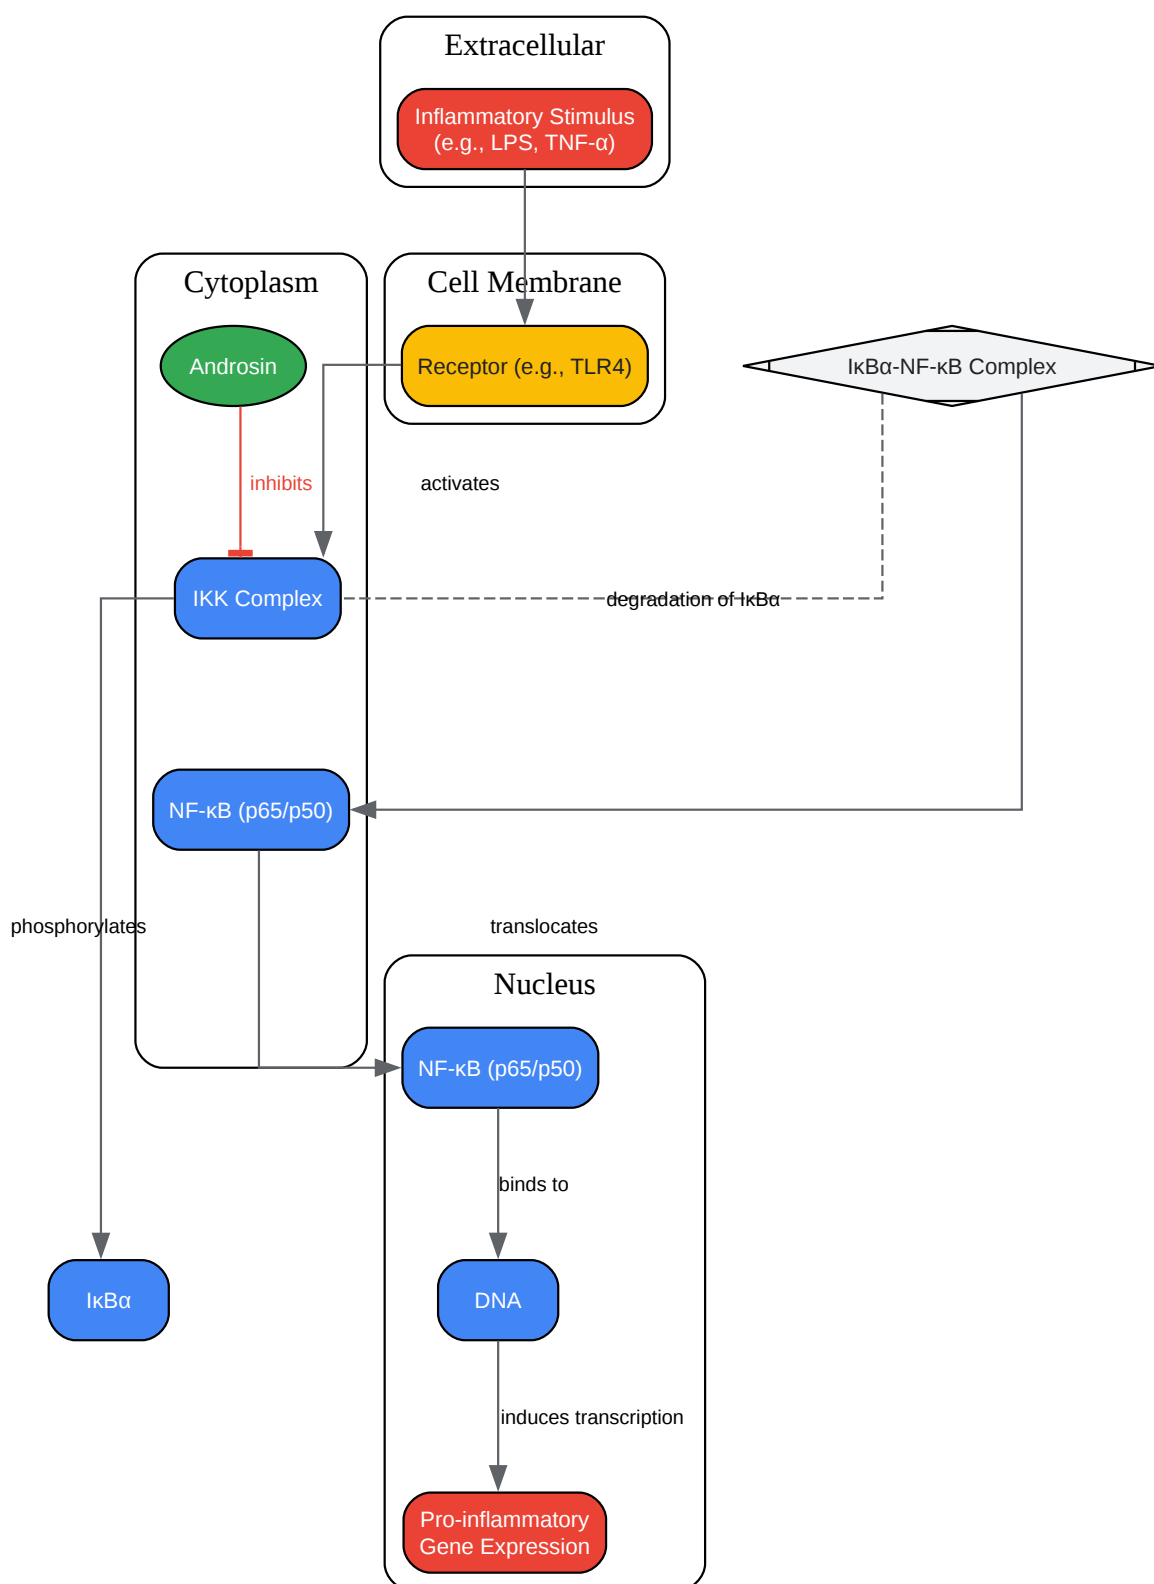 Extracellular
Inflammatory Stimulus
(e.g., LPS, TNF-α)
Cytoplasm
Cell Membrane
Androsin
Receptor (e.g., TLR4)
IκBα-NF-κB Complex
inhibits
activates
IKK Complex
degradation of IκBα
NF-κB (p65/p50)
phosphorylates
translocates
Nucleus
NF-κB (p65/p50)
binds to
IκBα
DNA
induces transcription
Pro-inflammatory
Gene Expression